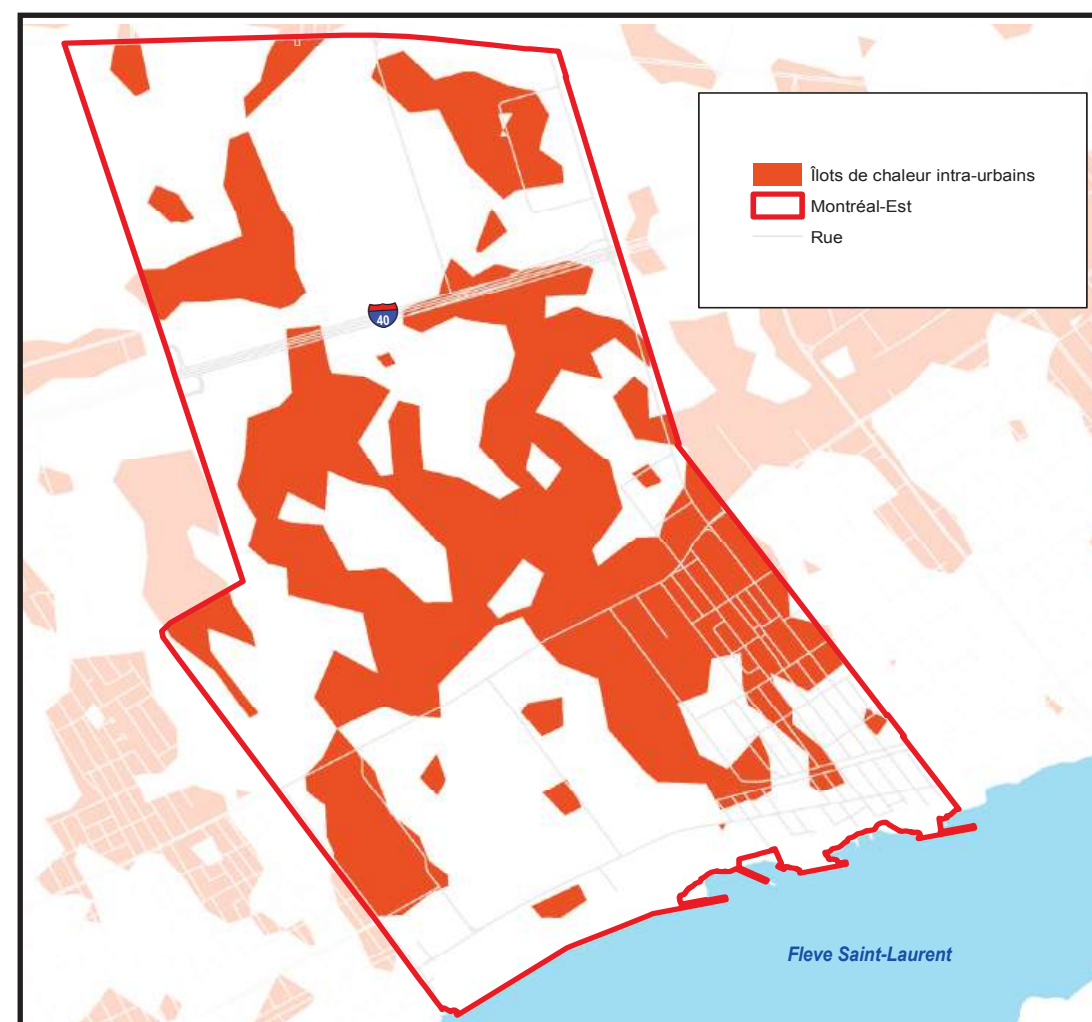 Îlots de chaleur intra-urbains
Montréal-Est
Rue
40
Fleve Saint-Laurent